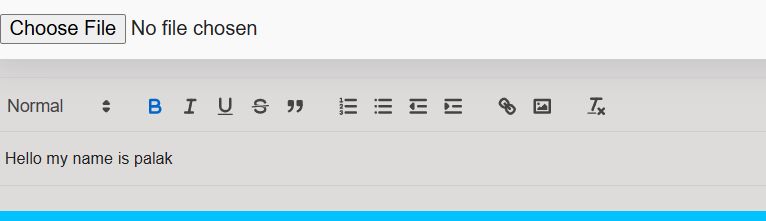 Choose File No file chosen
Normal B I U S
Hello my name is palak